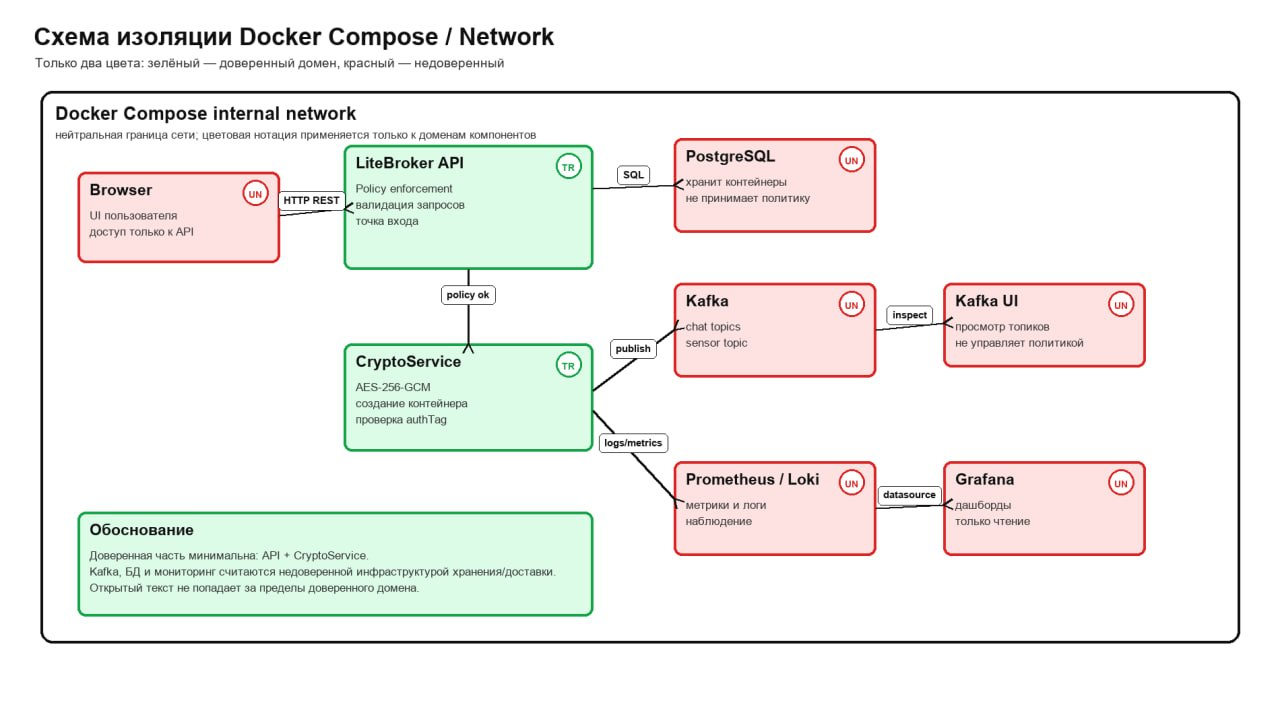 Схема изоляции Docker Compose / Network
Только два цвета: зелёный — доверенный домен, красный — недоверенный
Docker Compose internal network
нейтральная граница сети; цветовая нотация применяется только к доменам компонентов
Browser
UN
UI пользователя
доступ только к API
HTTP REST
LiteBroker API
TR
Policy enforcement
валидация запросов
точка входа
SQL
PostgreSQL
UN
хранит контейнеры
не принимает политику
policy ok
CryptoService
TR
AES-256-GCM
создание контейнера
проверка authTag
publish
Kafka
UN
chat topics
sensor topic
inspect
Kafka UI
UN
просмотр топиков
не управляет политикой
logs/metrics
Prometheus / Loki
UN
метрики и логи
наблюдение
datasource
Grafana
UN
дашборды
только чтение
Обоснование
Доверенная часть минимальна: API + CryptoService.
Kafka, БД и мониторинг считаются недоверенной инфраструктурой хранения/доставки.
Открытый текст не попадает за пределы доверенного домена.